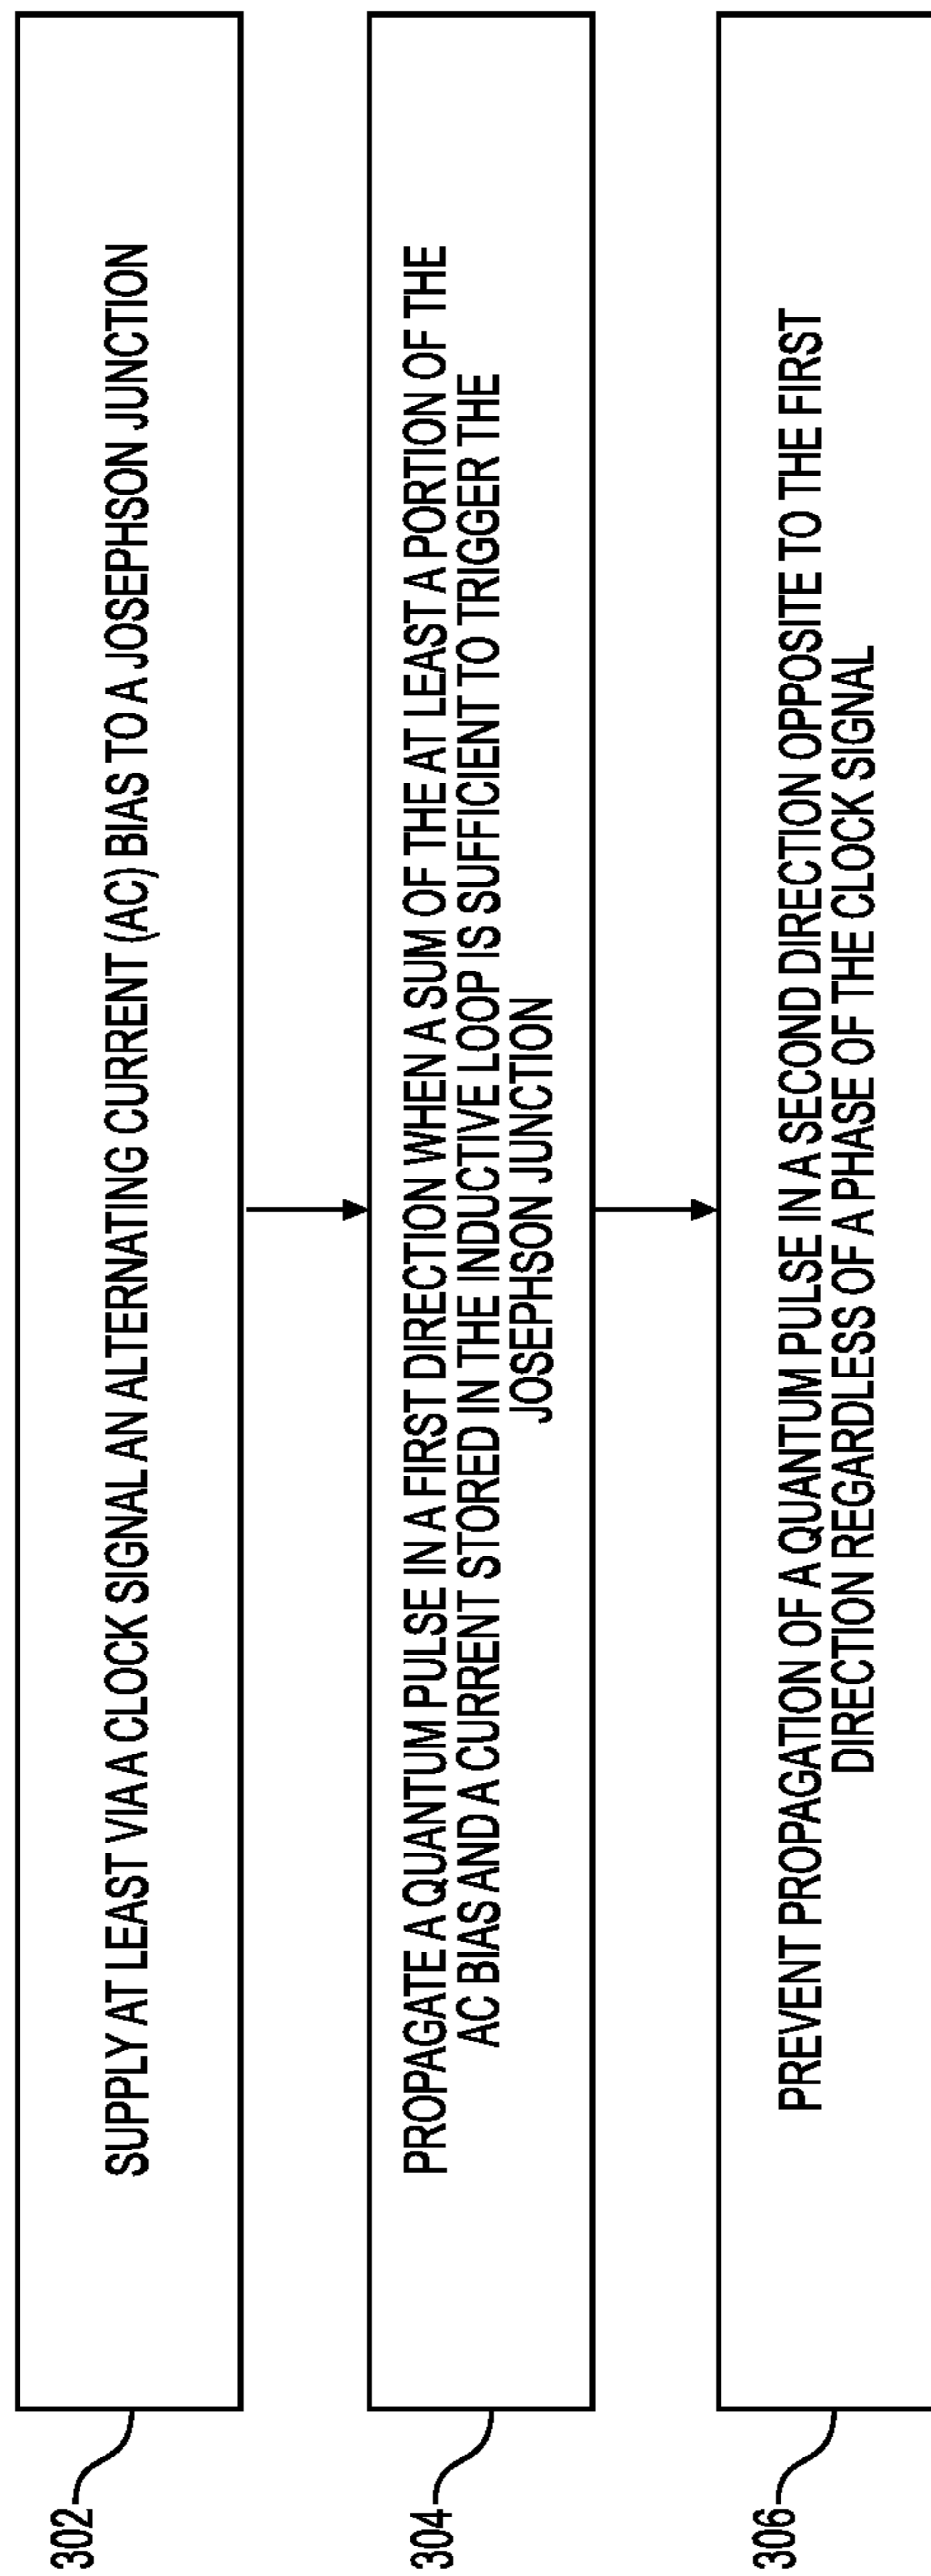 302
SUPPLY AT LEAST VIA A CLOCK SIGNAL AN ALTERNATING CURRENT (AC) BIAS TO A JOSEPHSON JUNCTION
304
PROPAGATE A QUANTUM PULSE IN A FIRST DIRECTION WHEN A SUM OF THE AT LEAST A PORTION OF THE
AC BIAS AND A CURRENT STORED IN THE INDUCTIVE LOOP IS SUFFICIENT TO TRIGGER THE
JOSEPHSON JUNCTION
306
PREVENT PROPAGATION OF A QUANTUM PULSE IN A SECOND DIRECTION OPPOSITE TO THE FIRST
DIRECTION REGARDLESS OF A PHASE OF THE CLOCK SIGNAL